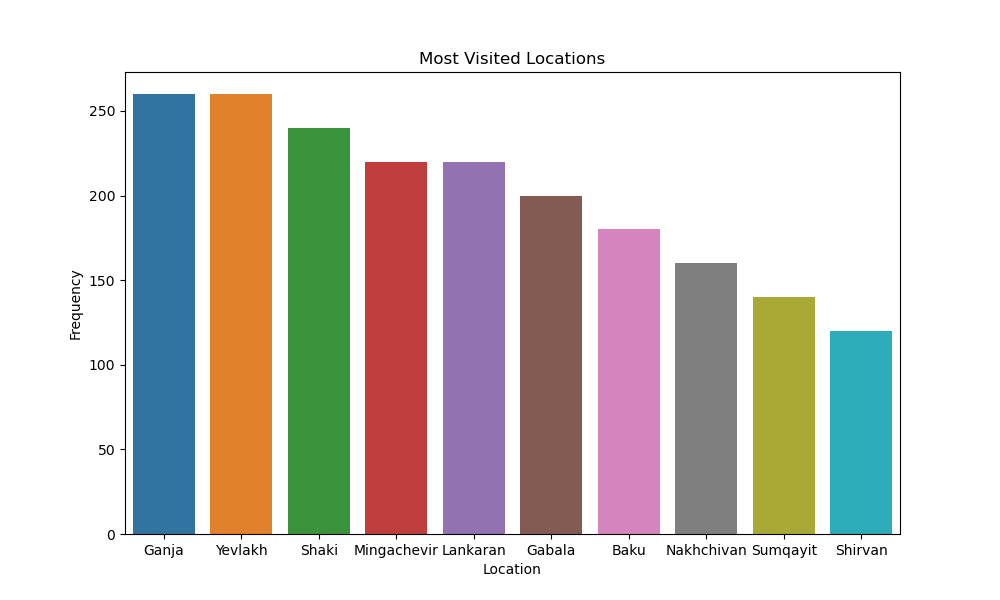 Most Visited Locations
Frequency
250
200
150
100
50
0
Ganja Yevlakh Shaki Mingachevir Lankaran Gabala Baku Nakhchivan Sumqayit Shirvan
Location